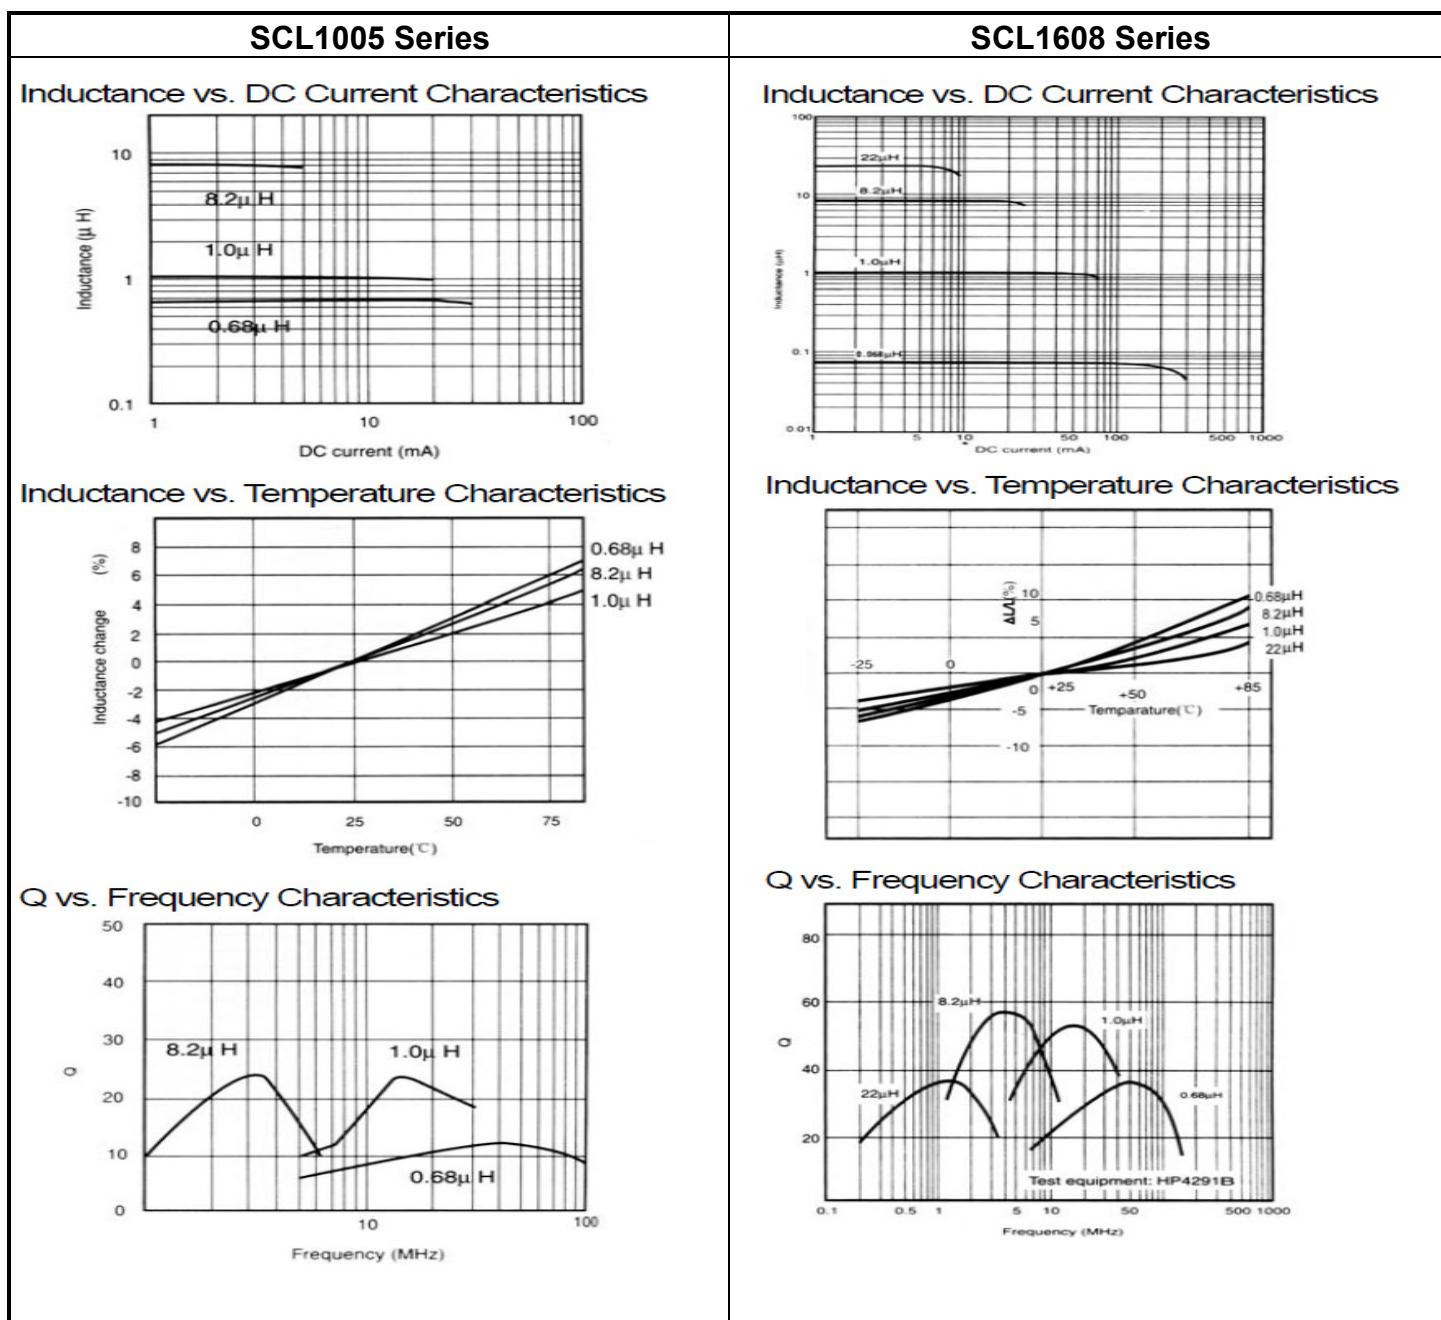 SCL1005 Series
SCL1608 Series
Inductance vs. DC Current Characteristics
10
1
0.1
Inductance (μ H)
8.2μ H
1.0μ H
0.68μ H
1 10 100
DC current (mA)
Inductance vs. Temperature Characteristics
8
6
4
2
0
-2
-4
-6
-8
-10
Inductance change (%)
0.68μ H
8.2μ H
1.0μ H
0 25 50 75
Temperature(℃)
Q vs. Frequency Characteristics
50
40
30
20
10
0
Q
8.2μ H
1.0μ H
0.68μ H
10 100
Frequency (MHz)
Inductance vs. DC Current Characteristics
100
10
1
0.1
0.01
Inductance (μH)
22μH
8.2μH
1.0μH
0.068μH
1 5 10 50 100 500 1000
DC current (mA)
Inductance vs. Temperature Characteristics
ΔL/L(%)
10
5
0
-5
-10
-25 0 +25 +50 +85
Temparature(℃)
0.68μH
8.2μH
1.0μH
22μH
Q vs. Frequency Characteristics
80
60
40
20
Q
8.2μH
1.0μH
22μH
0.68μH
Test equipment: HP4291B
0.1 0.5 1 5 10 50 500 1000
Frequency (MHz)